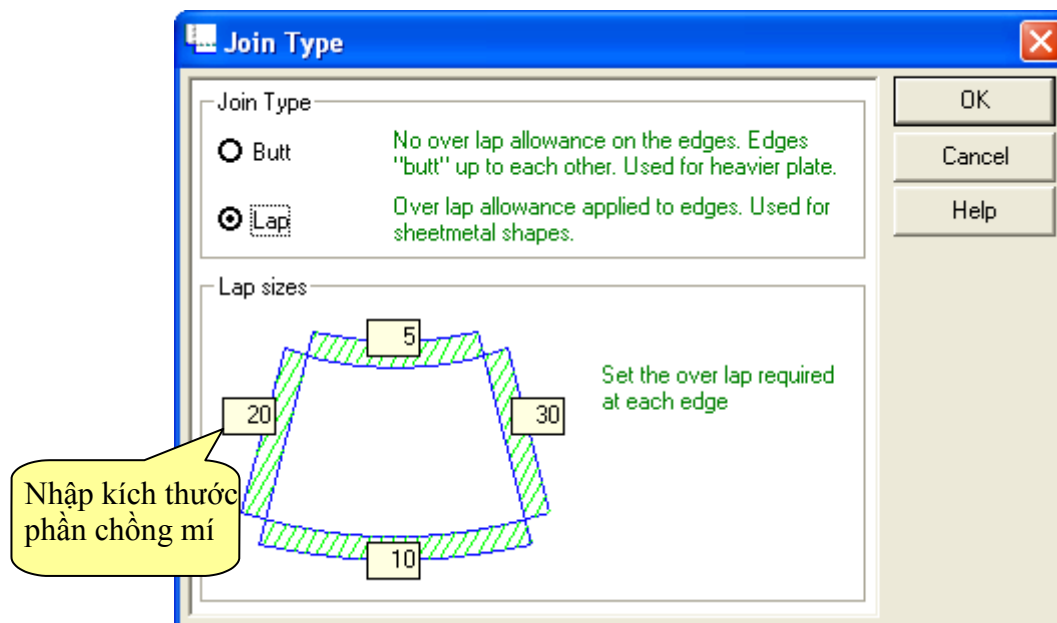 Join Type
Join Type
Butt
No over lap allowance on the edges. Edges
"butt" up to each other. Used for heavier plate.
Lap
Over lap allowance applied to edges. Used for
sheetmetal shapes.
OK
Cancel
Help
Lap sizes
5
20
30
10
Set the over lap required
at each edge
Nhập kích thước
phần chồng mí